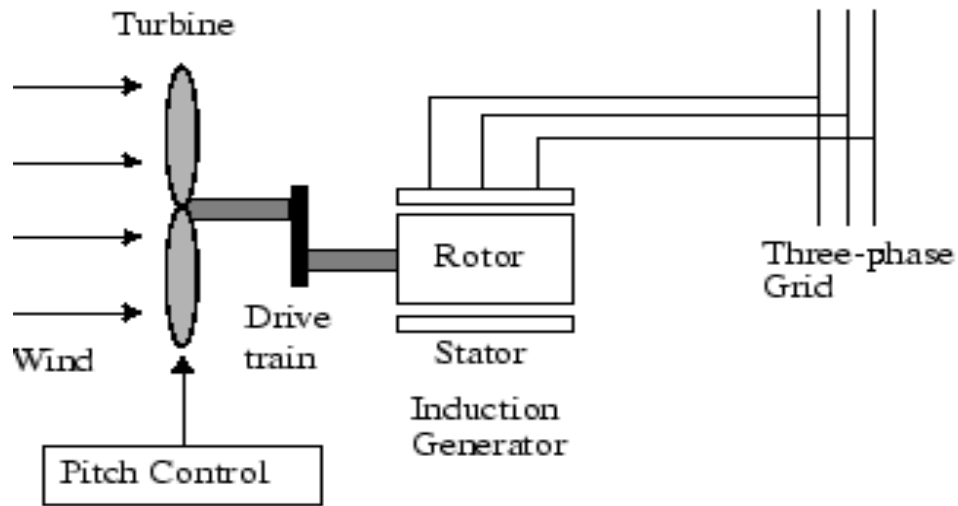 Turbine
Wind
Drive
train
Rotor
Stator
Induction
Generator
Three-phase
Grid
Pitch Control